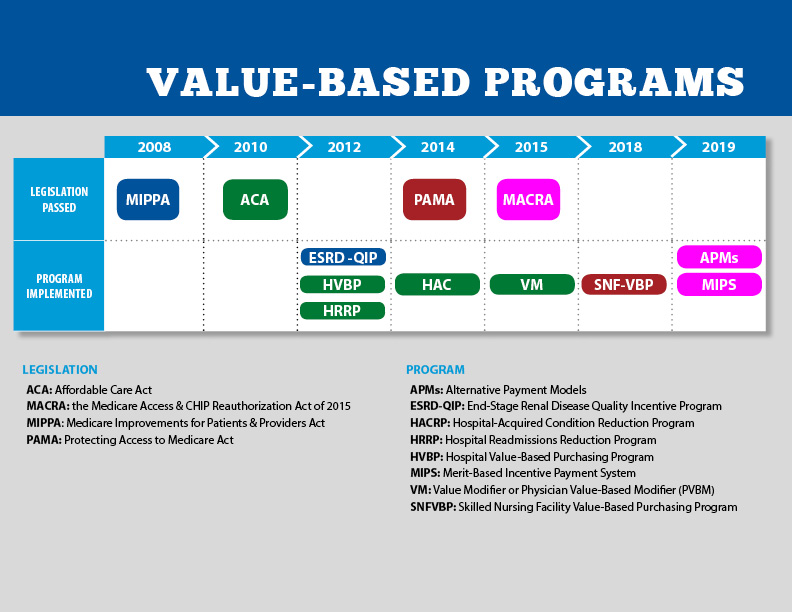 VALUE-BASED PROGRAMS
2008 2010 2012 2014 2015 2018 2019
LEGISLATION
PASSED
MIPPA ACA PAMA MACRA
PROGRAM
IMPLEMENTED
ESRD -QIP APMs
HVBP HAC VM SNF-VBP MIPS
HRRP
LEGISLATION
ACA: Affordable Care Act
MACRA: the Medicare Access & CHIP Reauthorization Act of 2015
MIPPA: Medicare Improvements for Patients & Providers Act
PAMA: Protecting Access to Medicare Act
PROGRAM
APMs: Alternative Payment Models
ESRD-QIP: End-Stage Renal Disease Quality Incentive Program
HACRP: Hospital-Acquired Condition Reduction Program
HRRP: Hospital Readmissions Reduction Program
HVBP: Hospital Value-Based Purchasing Program
MIPS: Merit-Based Incentive Payment System
VM: Value Modifier or Physician Value-Based Modifier (PVBM)
SNFVBP: Skilled Nursing Facility Value-Based Purchasing Program